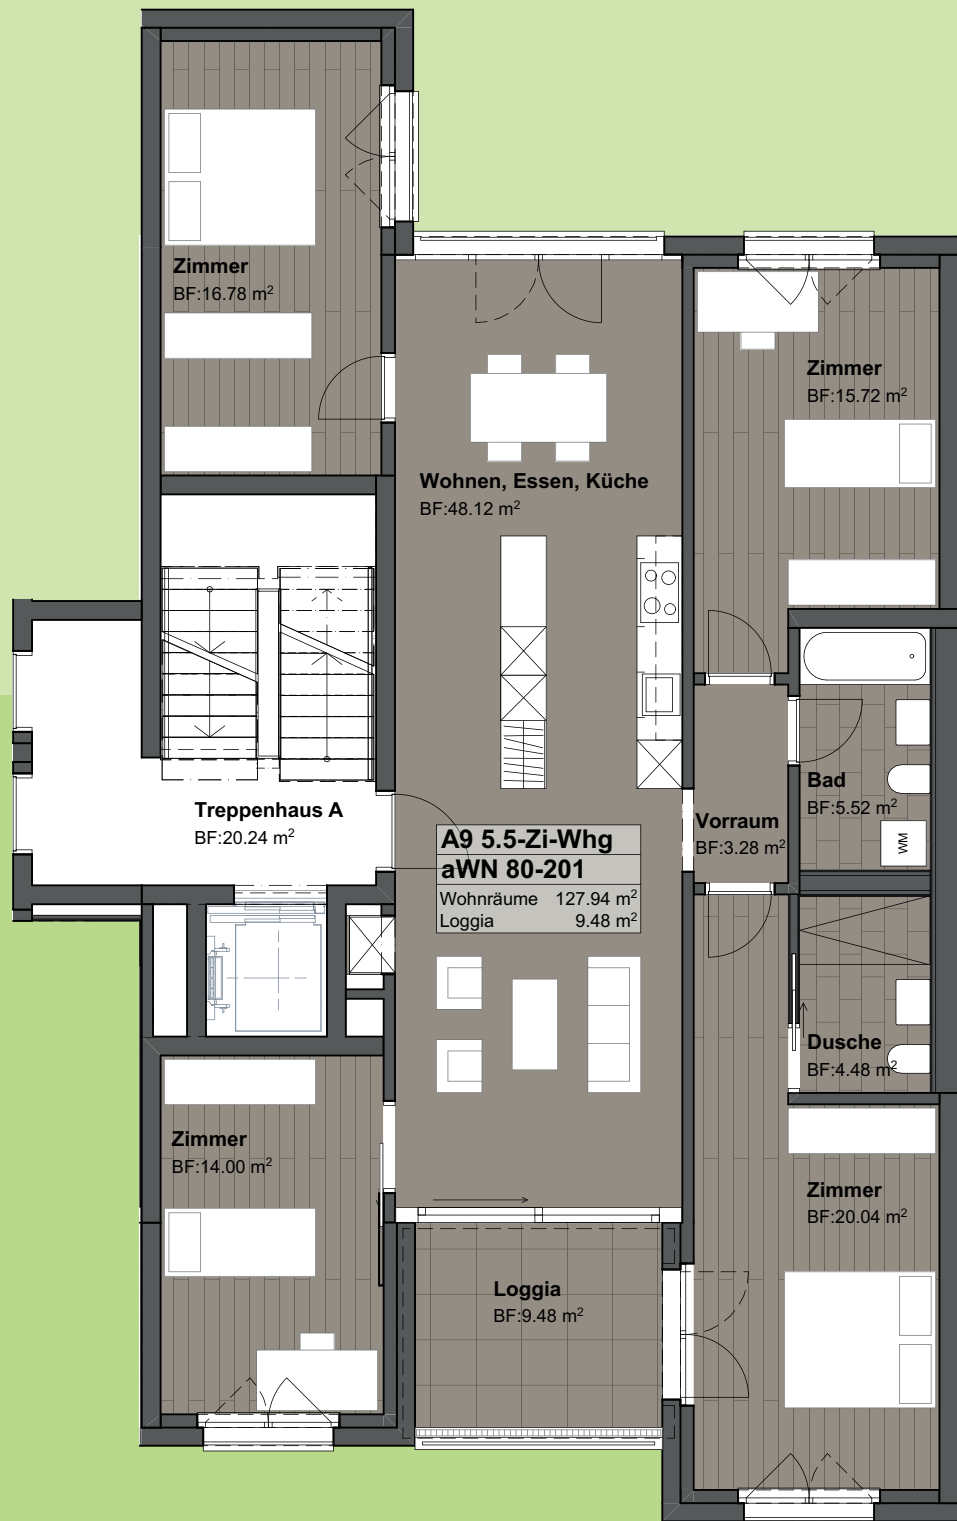 Zimmer
BF:16.78 m²
Zimmer
BF:15.72 m²
Wohnen, Essen, Küche
BF:48.12 m²
Bad
BF:5.52 m²
WM
Treppenhaus A
BF:20.24 m²
Vorraum
BF:3.28 m²
A9 5.5-Zi-Whg
aWN 80-201
Wohnräume 127.94 m²
Loggia 9.48 m²
Dusche
BF:4.48 m²
Zimmer
BF:14.00 m²
Zimmer
BF:20.04 m²
Loggia
BF:9.48 m²